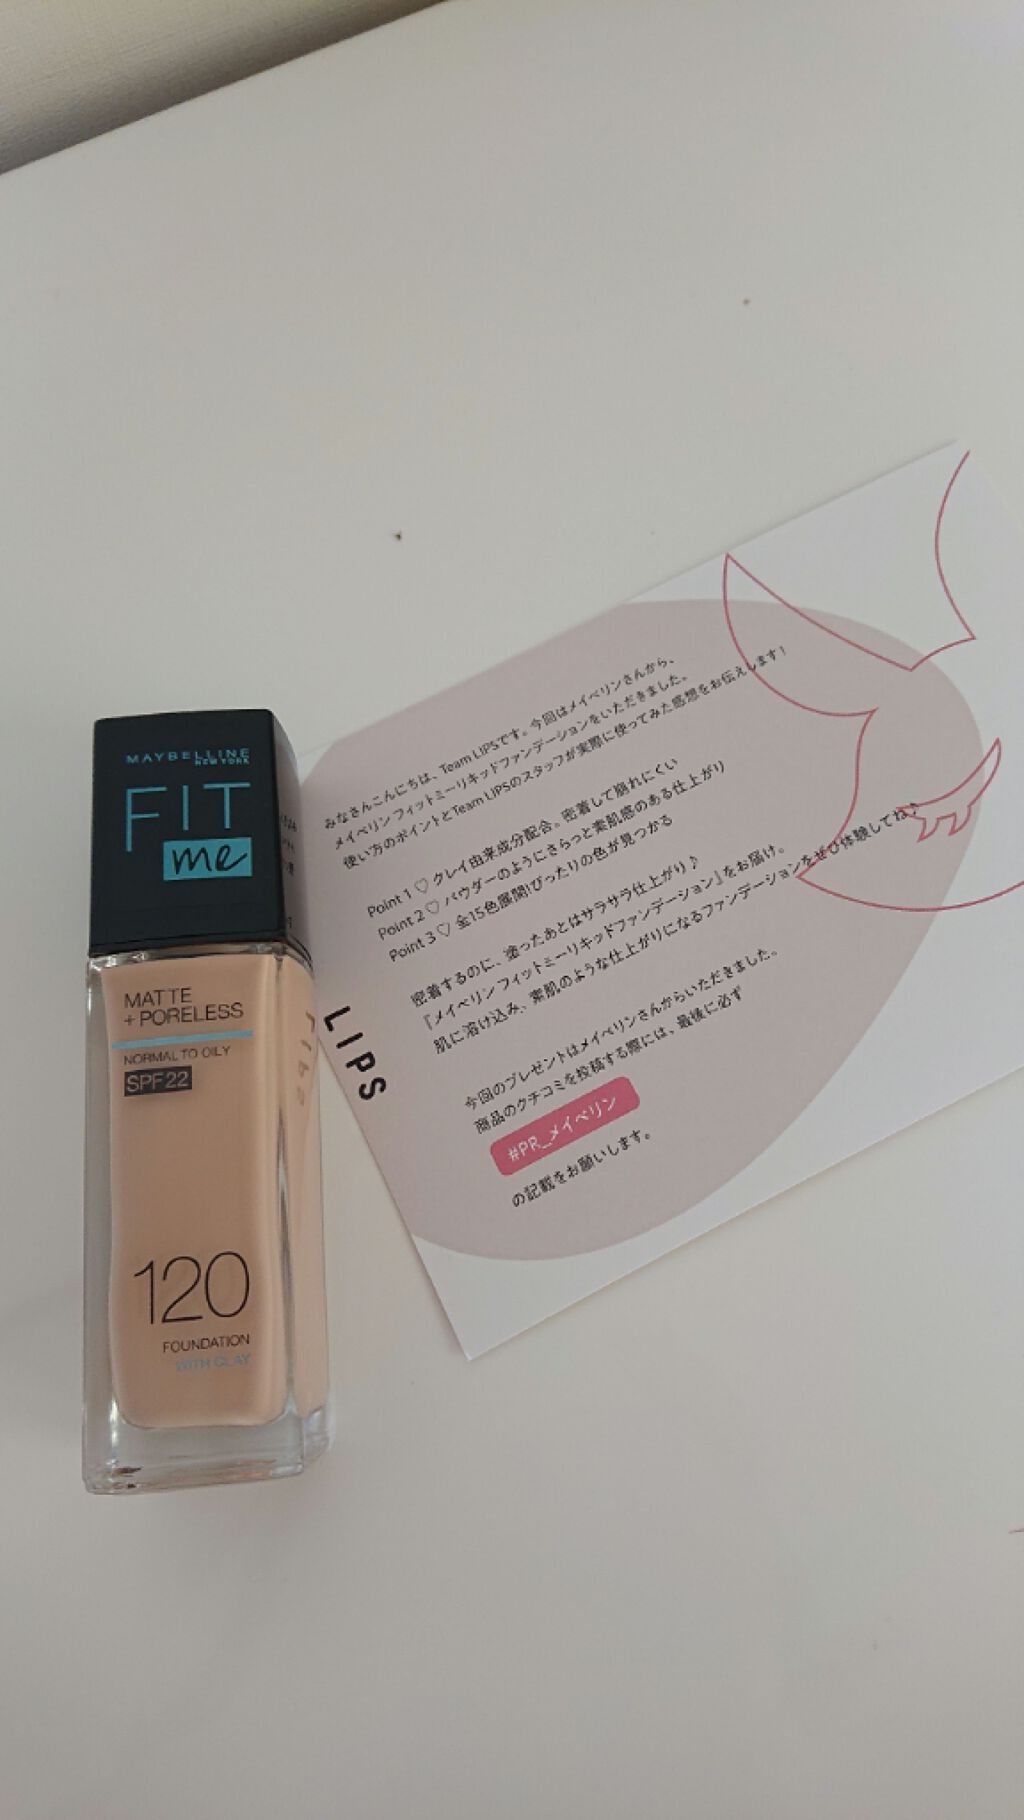 MAYBELLINE
NEW YORK
FIT
me
MATTE
+ PORELESS
NORMAL TO OILY
SPF 22
120
FOUNDATION
WITH CLAY
LIPS
みなさんこんにちは、Team LIPSです。今回はメイベリンさんから、
メイベリン フィットミーリキッドファンデーションをいただきました。
使い方のポイントとTeam LIPSのスタッフが実際に使ってみた感想をお伝えします!
Point 1 ♡ クレイ由来成分配合。密着して崩れにくい
Point 2 ♡ パウダーのようにさらっと素肌感のある仕上がり
Point 3 ♡ 全15色展開!ぴったりの色が見つかる
密着するのに、塗ったあとはサラサラ仕上がり♪
『メイベリン フィットミーリキッドファンデーション』をお届け。
肌に溶け込み、素肌のような仕上がりになるファンデーションをぜひ体験してね♪
今回のプレゼントはメイベリンさんからいただきました。
商品のクチコミを投稿する際には、最後に必ず
#PR_メイベリン
の記載をお願いします。